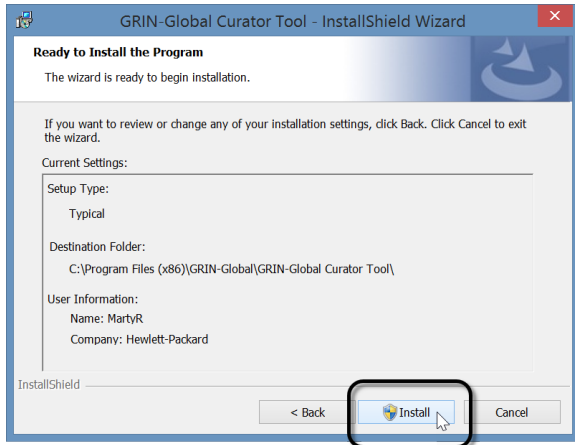 GRIN-Global Curator Tool - InstallShield Wizard
Ready to Install the Program
The wizard is ready to begin installation.
If you want to review or change any of your installation settings, click Back. Click Cancel to exit
the wizard.
Current Settings:
Setup Type:
Typical
Destination Folder:
C:\Program Files (x86)\GRIN-Global\GRIN-Global Curator Tool\
User Information:
Name: MartyR
Company: Hewlett-Packard
InstallShield
< Back Install Cancel